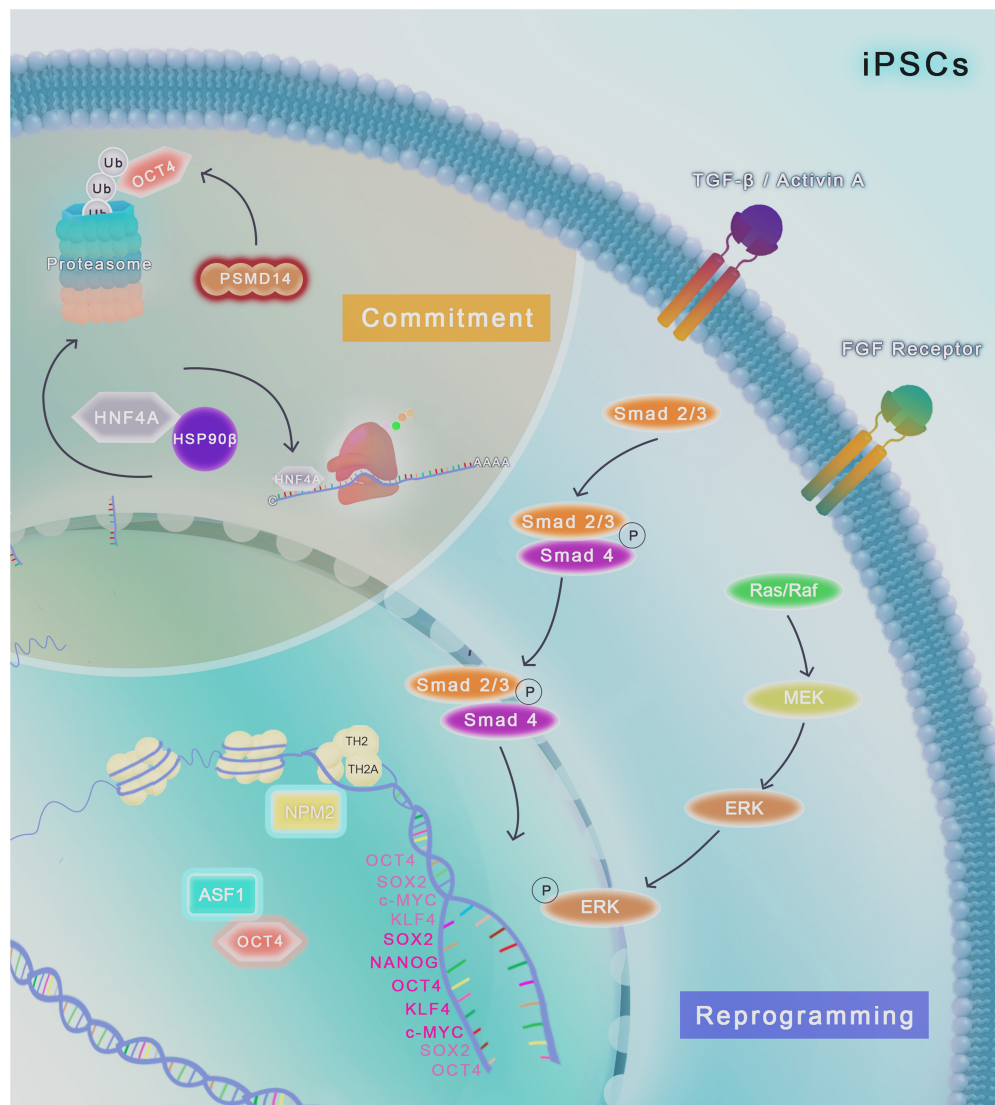 iPSCs
Ub
OCT4
Ub
Ub
TGF-β / Activin A
Proteasome
PSMD14
Commitment
FGF Receptor
HNF4A
HSP90β
Smad 2/3
AAAA
HNF4A
C
Smad 2/3
P
Smad 4
Ras/Raf
Smad 2/3
P
Smad 4
MEK
TH2
TH2A
NPM2
ERK
OCT4
SOX2
c-MYC
KLF4
SOX2
NANOG
OCT4
KLF4
c-MYC
SOX2
OCT4
ASF1
OCT4
P
ERK
Reprogramming